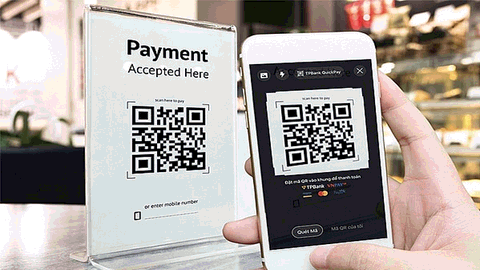 Payment
Accepted Here
scan here to pay
or enter mobile number
TPBank QuickPay
scan here to pay
Đặt mã QR vào khung để thanh toán
TPBank VNPAY
Quét Mã
Mã QR của tôi